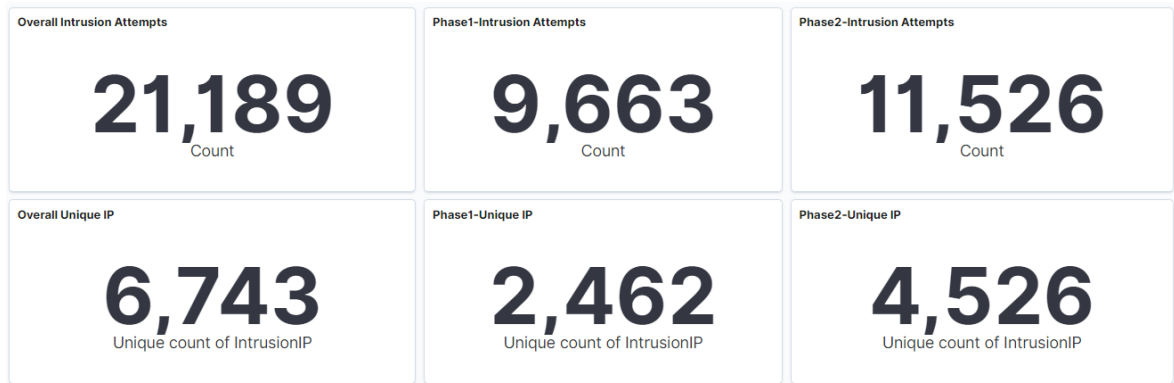 Overall Intrusion Attempts
21,189
Count
Phase1-Intrusion Attempts
9,663
Count
Phase2-Intrusion Attempts
11,526
Count
Overall Unique IP
6,743
Unique count of IntrusionIP
Phase1-Unique IP
2,462
Unique count of IntrusionIP
Phase2-Unique IP
4,526
Unique count of IntrusionIP